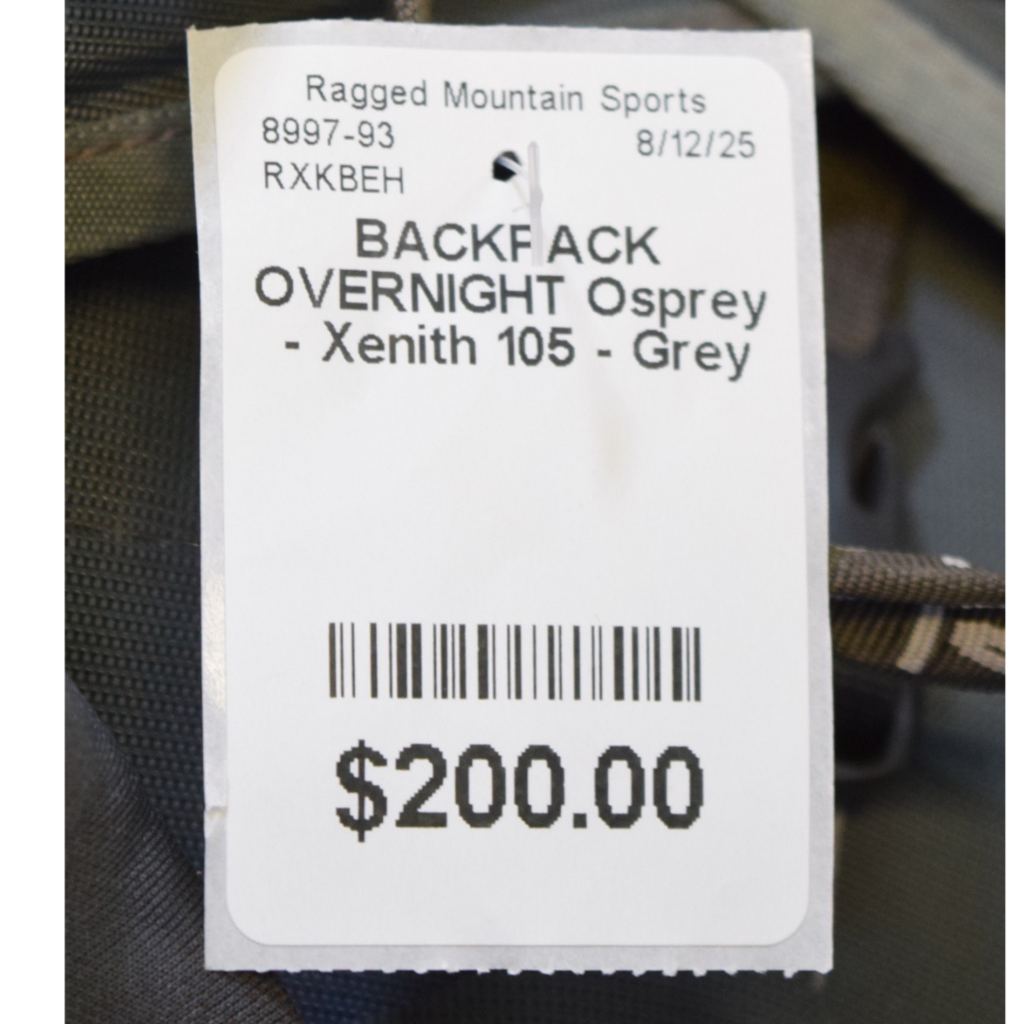 Ragged Mountain Sports
8997-93 8/12/25
RXKBEH
BACKPACK
OVERNIGHT Osprey
- Xenith 105 - Grey
$200.00